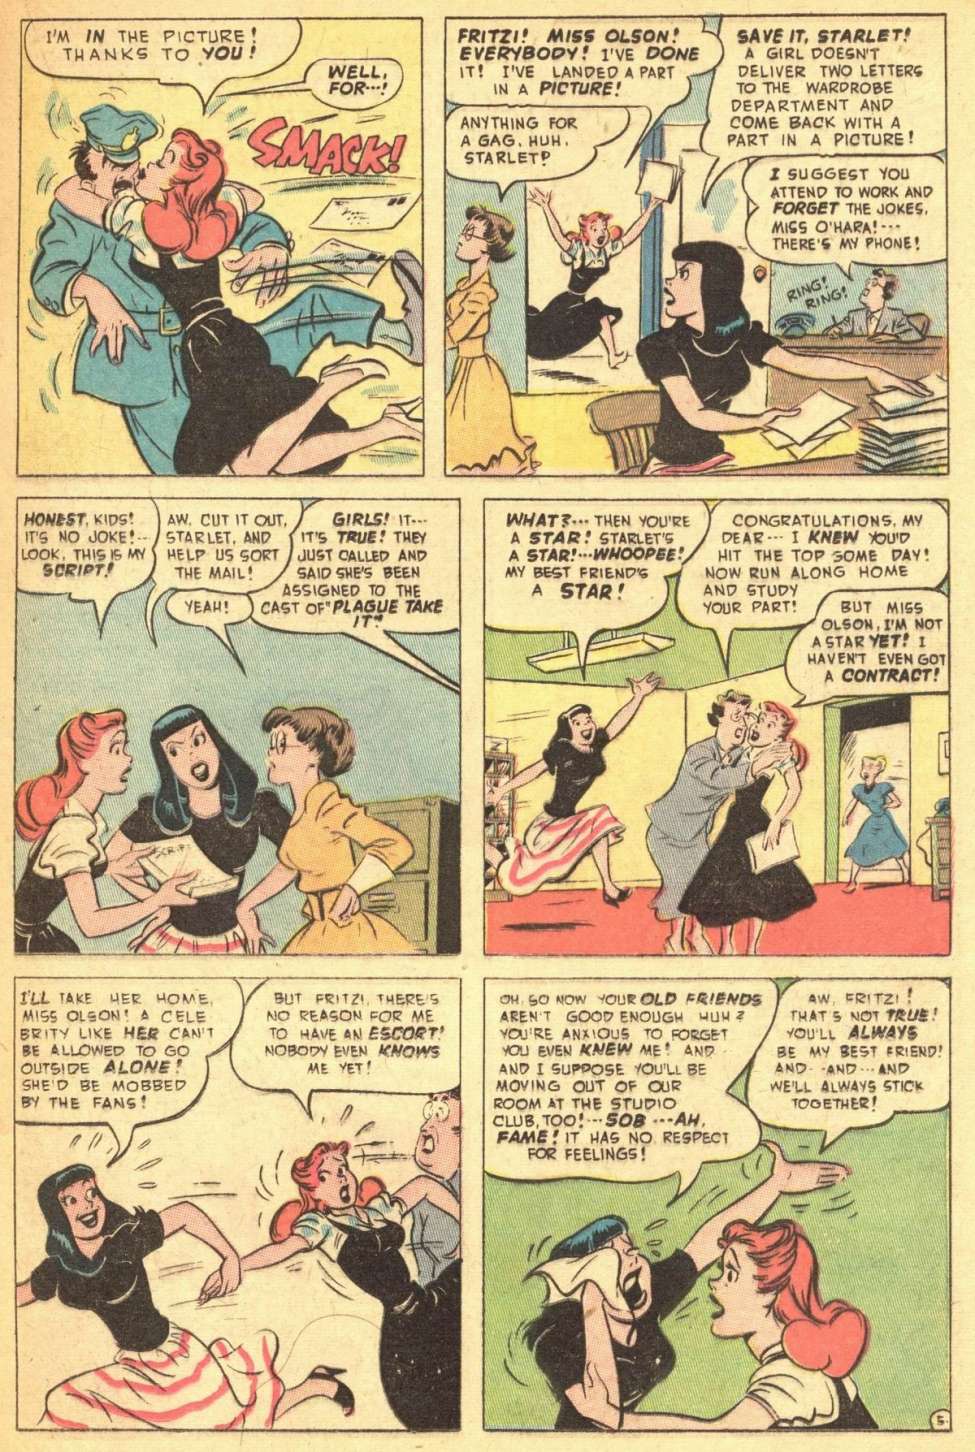 I'M IN THE PICTURE!
THANKS TO YOU!
WELL,
FOR---!
SMACK!
FRITZI! MISS OLSON!
EVERYBODY! I'VE DONE
IT! I'VE LANDED A PART
IN A PICTURE!
ANYTHING FOR
A GAG, HUH,
STARLET?
SAVE IT, STARLET!
A GIRL DOESN'T
DELIVER TWO LETTERS
TO THE WARDROBE
DEPARTMENT AND
COME BACK WITH A
PART IN A PICTURE!
I SUGGEST YOU
ATTEND TO WORK AND
FORGET THE JOKES,
MISS O'HARA!---
THERE'S MY PHONE!
RING!
RING!
HONEST, KIDS!
IT'S NO JOKE!--
LOOK, THIS IS MY
SCRIPT!
AW, CUT IT OUT,
STARLET, AND
HELP US SORT
THE MAIL!
YEAH!
GIRLS! IT---
IT'S TRUE! THEY
JUST CALLED AND
SAID SHE'S BEEN
ASSIGNED TO THE
CAST OF "PLAGUE TAKE
IT"!
SCRIPT
WHAT?--- THEN YOU'RE
A STAR! STARLET'S
A STAR!---WHOOPEE!
MY BEST FRIEND'S
A STAR!
CONGRATULATIONS, MY
DEAR--- I KNEW YOU'D
HIT THE TOP SOME DAY!
NOW RUN ALONG HOME
AND STUDY
YOUR PART!
BUT MISS
OLSON, I'M NOT
A STAR YET! I
HAVEN'T EVEN GOT
A CONTRACT!
I'LL TAKE HER HOME,
MISS OLSON! A CELE
BRITY LIKE HER CAN'T
BE ALLOWED TO GO
OUTSIDE ALONE!
SHE'D BE MOBBED
BY THE FANS!
BUT FRITZI, THERE'S
NO REASON FOR ME
TO HAVE AN ESCORT!
NOBODY EVEN KNOWS
ME YET!
OH, SO NOW YOUR OLD FRIENDS
AREN'T GOOD ENOUGH HUH?
YOU'RE ANXIOUS TO FORGET
YOU EVEN KNEW ME! AND--
AND I SUPPOSE YOU'LL BE
MOVING OUT OF OUR
ROOM AT THE STUDIO
CLUB, TOO!---SOB---AH,
FAME! IT HAS NO RESPECT
FOR FEELINGS!
AW, FRITZI!
THAT'S NOT TRUE!
YOU'LL ALWAYS
BE MY BEST FRIEND!
AND--AND---AND
WE'LL ALWAYS STICK
TOGETHER!
5